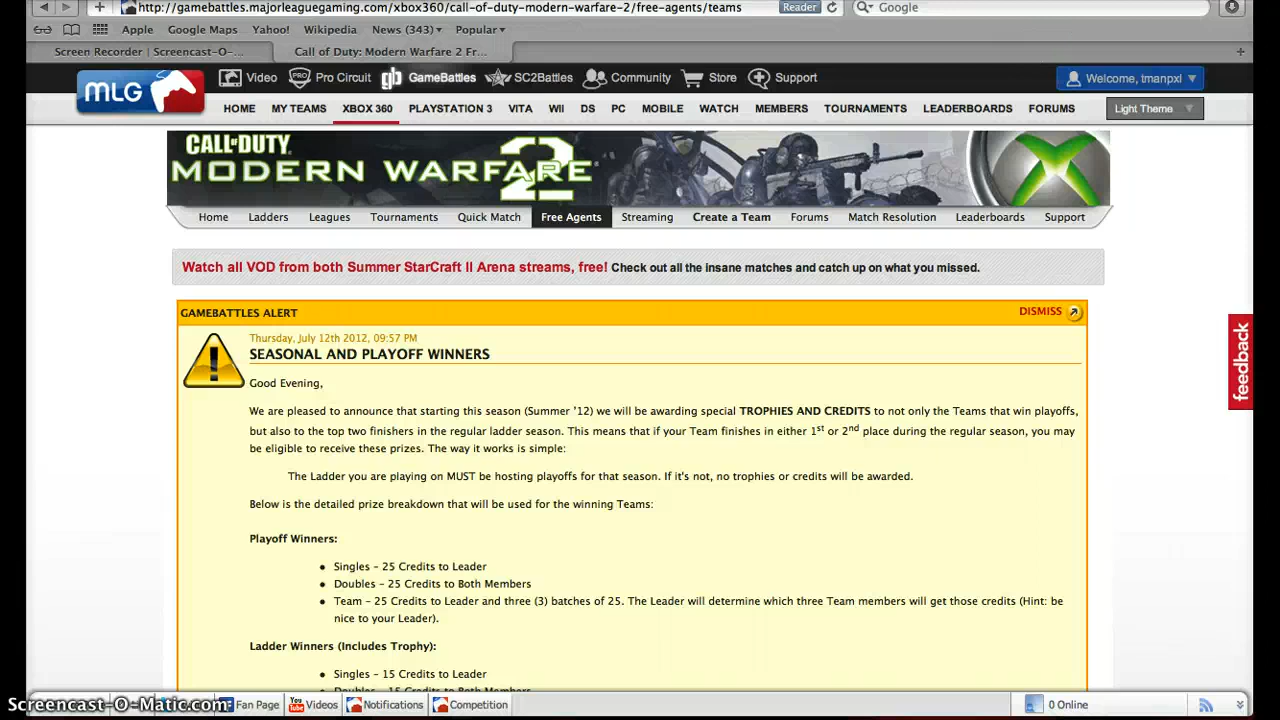 http://gamebattles.majorleaguegaming.com/xbox360/call-of-duty-modern-warfare-2/free-agents/teams Reader Google
Apple Google Maps Yahoo! Wikipedia News (343) Popular
Screen Recorder | Screencast-O-... Call of Duty: Modern Warfare 2 Fr...
MLG Video PRO Pro Circuit gb GameBattles SC2Battles Community Store Support Welcome, tmanpxl
HOME MY TEAMS XBOX 360 PLAYSTATION 3 VITA WII DS PC MOBILE WATCH MEMBERS TOURNAMENTS LEADERBOARDS FORUMS Light Theme
CALL OF DUTY
MODERN WARFARE 2
Home Ladders Leagues Tournaments Quick Match Free Agents Streaming Create a Team Forums Match Resolution Leaderboards Support
Watch all VOD from both Summer StarCraft II Arena streams, free! Check out all the insane matches and catch up on what you missed.
GAMEBATTLES ALERT DISMISS
Thursday, July 12th 2012, 09:57 PM
SEASONAL AND PLAYOFF WINNERS
Good Evening,
We are pleased to announce that starting this season (Summer '12) we will be awarding special TROPHIES AND CREDITS to not only the Teams that win playoffs,
but also to the top two finishers in the regular ladder season. This means that if your Team finishes in either 1st or 2nd place during the regular season, you may
be eligible to receive these prizes. The way it works is simple:
The Ladder you are playing on MUST be hosting playoffs for that season. If it's not, no trophies or credits will be awarded.
Below is the detailed prize breakdown that will be used for the winning Teams:
Playoff Winners:
• Singles – 25 Credits to Leader
• Doubles – 25 Credits to Both Members
• Team – 25 Credits to Leader and three (3) batches of 25. The Leader will determine which three Team members will get those credits (Hint: be
nice to your Leader).
Ladder Winners (Includes Trophy):
• Singles – 15 Credits to Leader
• Doubles – 15 Credits to Both Members
feedback
Screencast-O-Matic.com Fan Page You Tube Videos Notifications Competition 0 Online